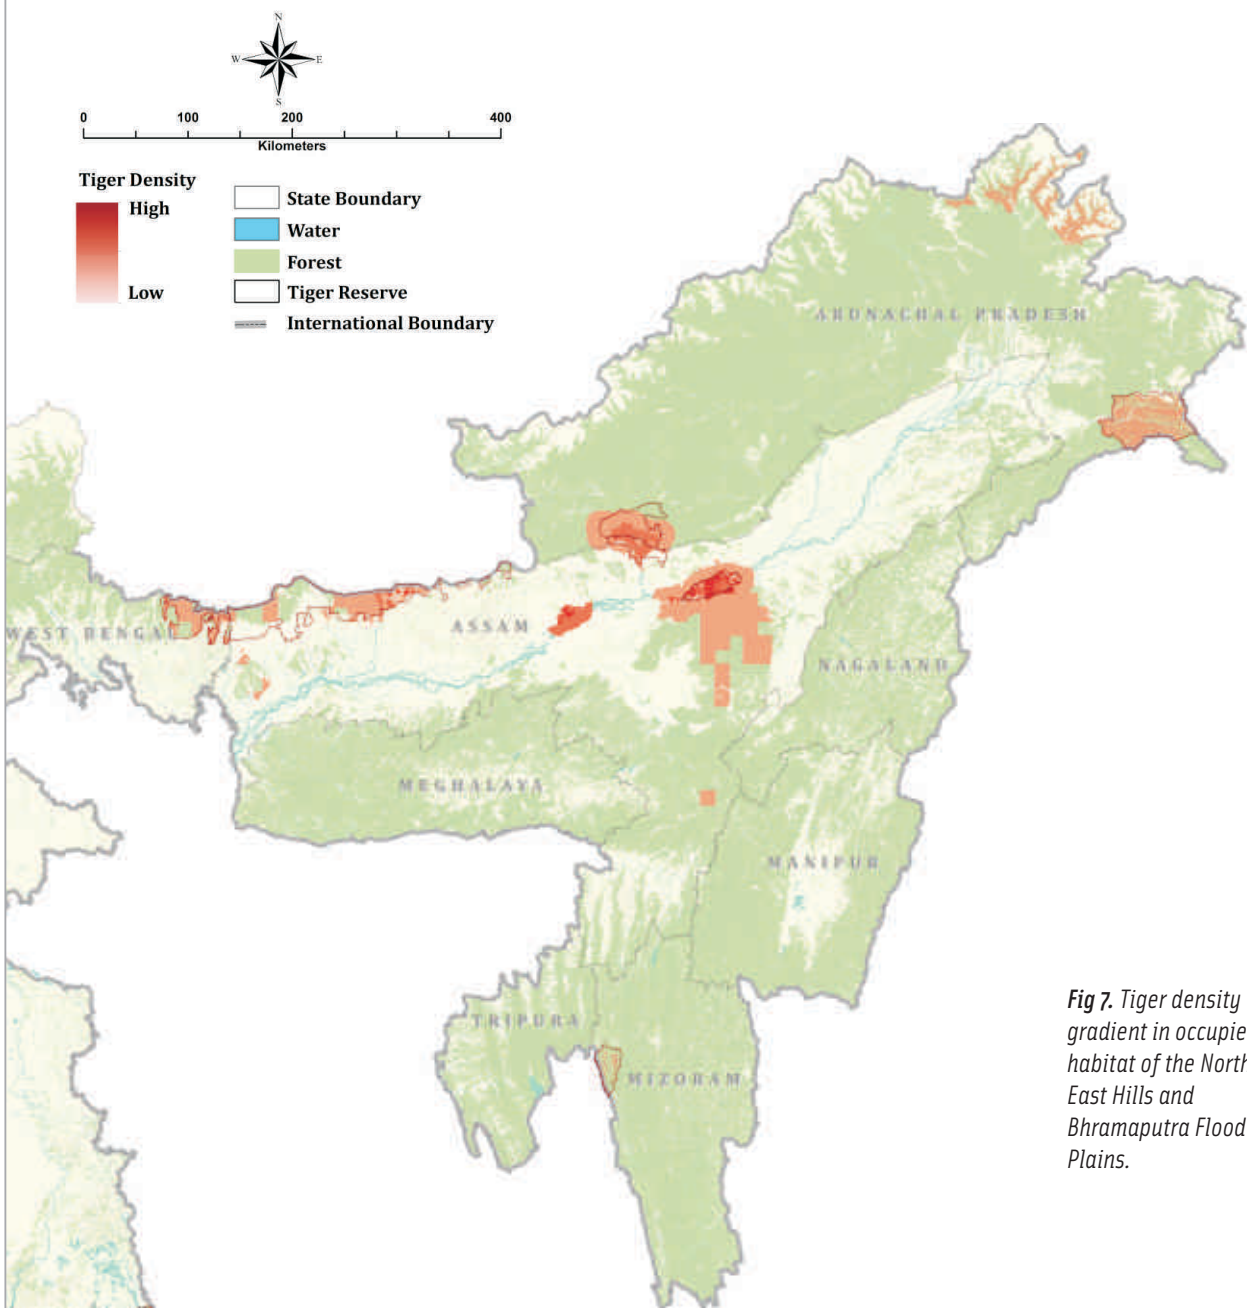 N
W E
S
0 100 200 400
Kilometers
Tiger Density
High
Low
State Boundary
Water
Forest
Tiger Reserve
International Boundary
ARUNACHAL PRADESH
WEST BENGAL
ASSAM
NAGALAND
MEGHALAYA
MANIPUR
TRIPURA
MIZORAM
Fig 7. Tiger density
gradient in occupie
habitat of the North
East Hills and
Bhramaputra Flood
Plains.